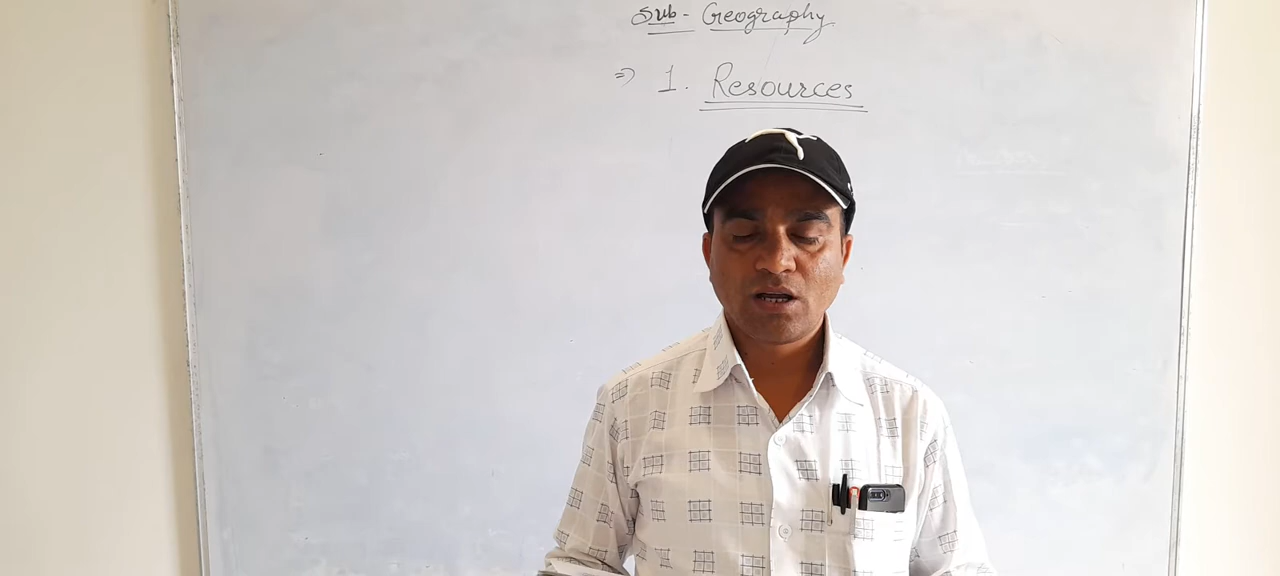 Sub - Geography
⇒ 1. Resources